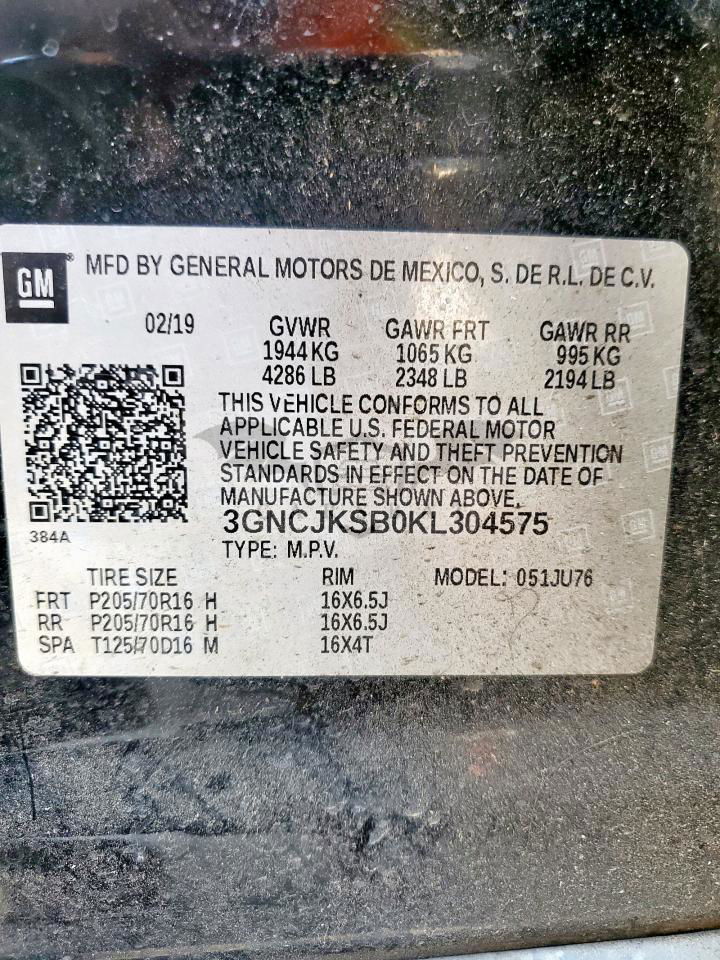 GM
MFD BY GENERAL MOTORS DE MEXICO, S. DE R.L. DE C.V.
02/19 GVWR GAWR FRT GAWR RR
1944 KG 1065 KG 995 KG
4286 LB 2348 LB 2194 LB
THIS VEHICLE CONFORMS TO ALL
APPLICABLE U.S. FEDERAL MOTOR
VEHICLE SAFETY AND THEFT PREVENTION
STANDARDS IN EFFECT ON THE DATE OF
MANUFACTURE SHOWN ABOVE.
3GNCJKSB0KL304575
384A
TYPE: M.P.V.
TIRE SIZE RIM MODEL: 051JU76
FRT P205/70R16 H 16X6.5J
RR P205/70R16 H 16X6.5J
SPA T125/70D16 M 16X4T